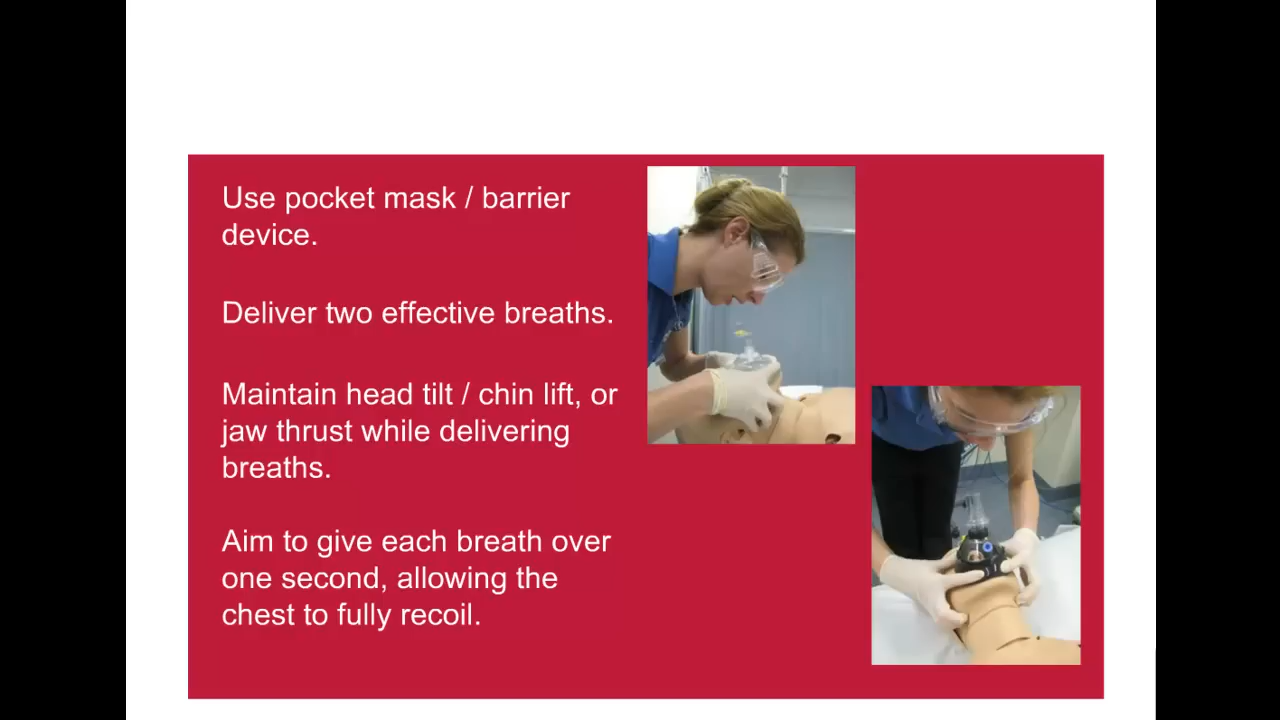 Use pocket mask / barrier
device.
Deliver two effective breaths.
Maintain head tilt / chin lift, or
jaw thrust while delivering
breaths.
Aim to give each breath over
one second, allowing the
chest to fully recoil.